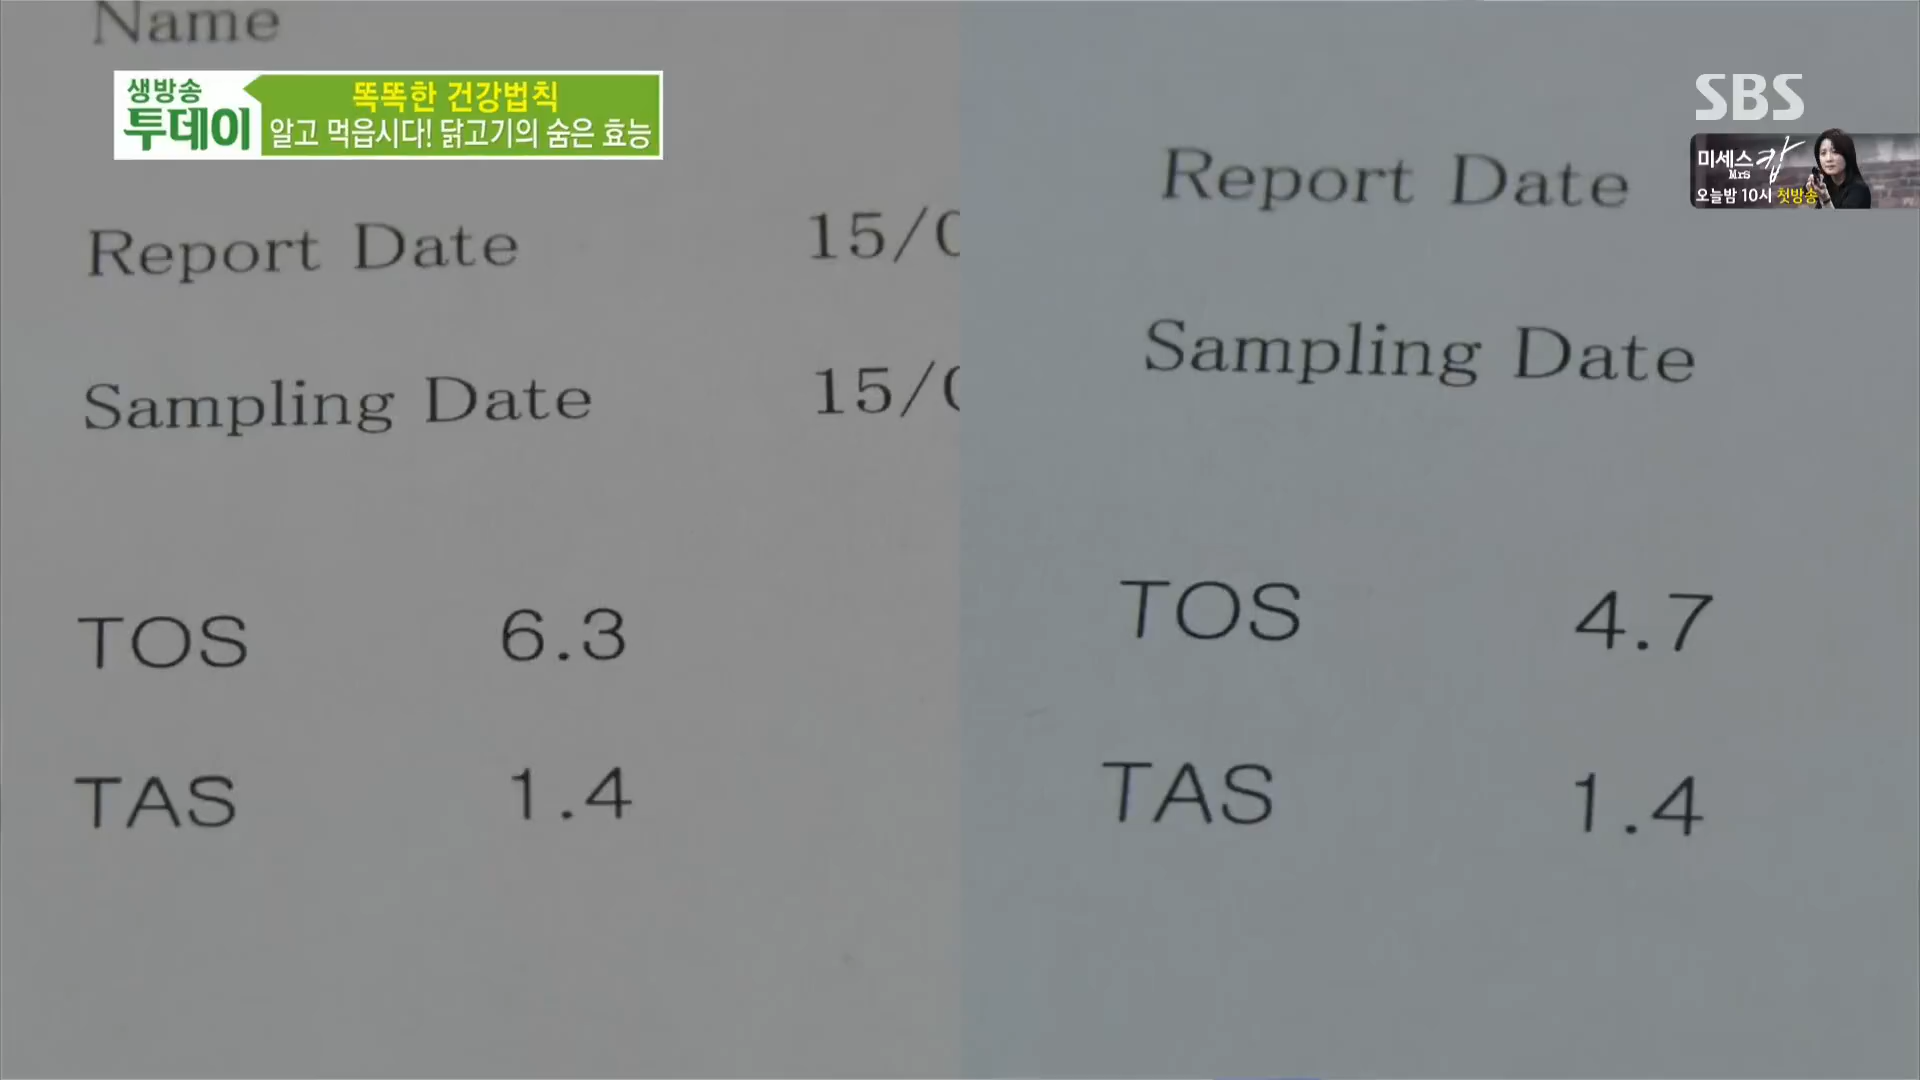 Name
생방송
투데이
똑똑한 건강법칙
알고 먹읍시다! 닭고기의 숨은 효능
SBS
미세스캅
Mrs
오늘밤 10시 첫방송
Report Date 15/0
Sampling Date 15/0
TOS 6.3
TAS 1.4
Report Date
Sampling Date
TOS 4.7
TAS 1.4